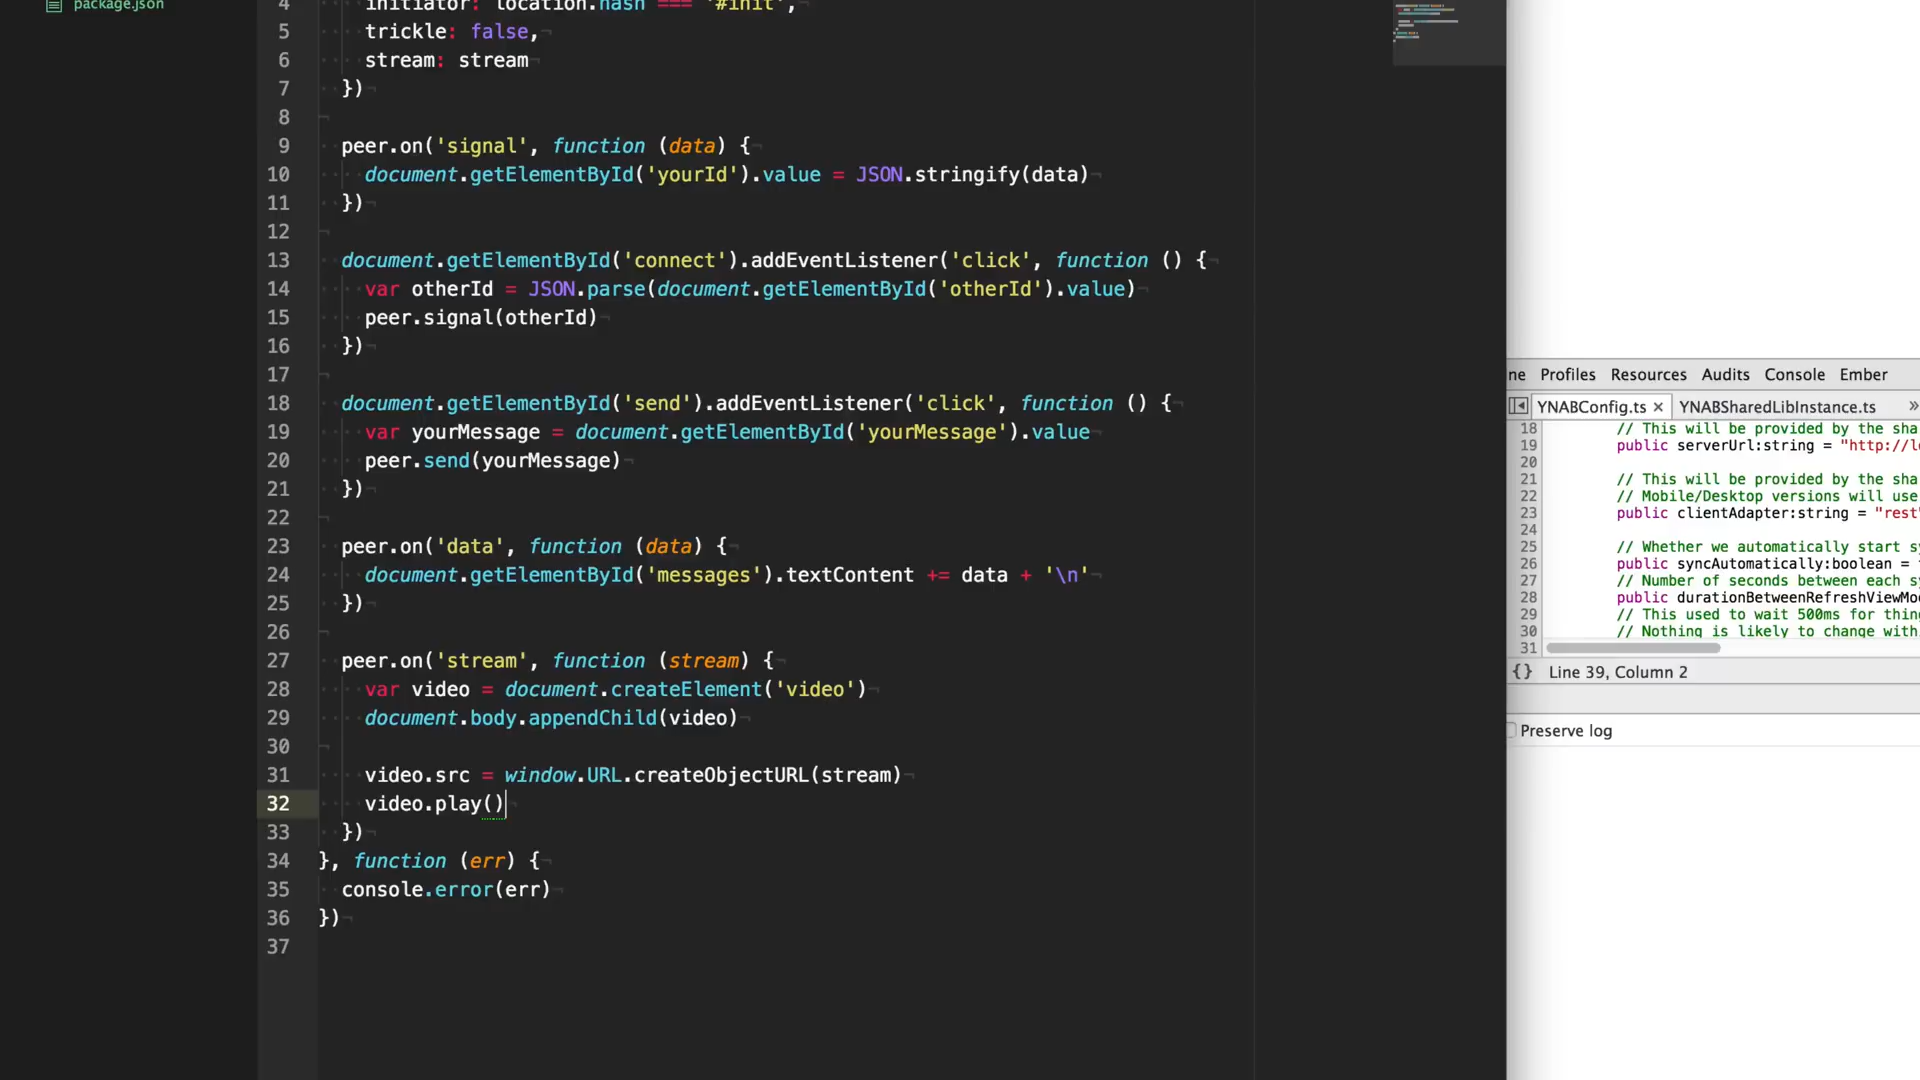 package.json
4 initiator: location.hash === '#init',
5 trickle: false,
6 stream: stream
7 })
8
9 peer.on('signal', function (data) {
10 document.getElementById('yourId').value = JSON.stringify(data)
11 })
12
13 document.getElementById('connect').addEventListener('click', function () {
14 var otherId = JSON.parse(document.getElementById('otherId').value)
15 peer.signal(otherId)
16 })
17
18 document.getElementById('send').addEventListener('click', function () {
19 var yourMessage = document.getElementById('yourMessage').value
20 peer.send(yourMessage)
21 })
22
23 peer.on('data', function (data) {
24 document.getElementById('messages').textContent += data + '\n'
25 })
26
27 peer.on('stream', function (stream) {
28 var video = document.createElement('video')
29 document.body.appendChild(video)
30
31 video.src = window.URL.createObjectURL(stream)
32 video.play()
33 })
34 }, function (err) {
35 console.error(err)
36 })
37
ne Profiles Resources Audits Console Ember
YNABConfig.ts × YNABSharedLibInstance.ts »
18 // This will be provided by the sha
19 public serverUrl:string = "http://l
20
21 // This will be provided by the sha
22 // Mobile/Desktop versions will use
23 public clientAdapter:string = "rest"
24
25 // Whether we automatically start s
26 public syncAutomatically:boolean =
27 // Number of seconds between each s
28 public durationBetweenRefreshViewMo
29 // This used to wait 500ms for thin
30 // Nothing is likely to change with
31
{} Line 39, Column 2
Preserve log